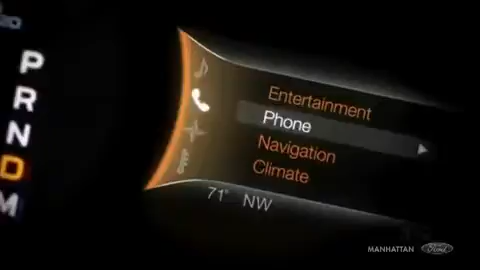 P
R
N
D
M
Entertainment
Phone
Navigation
Climate
71° NW
MANHATTAN Ford